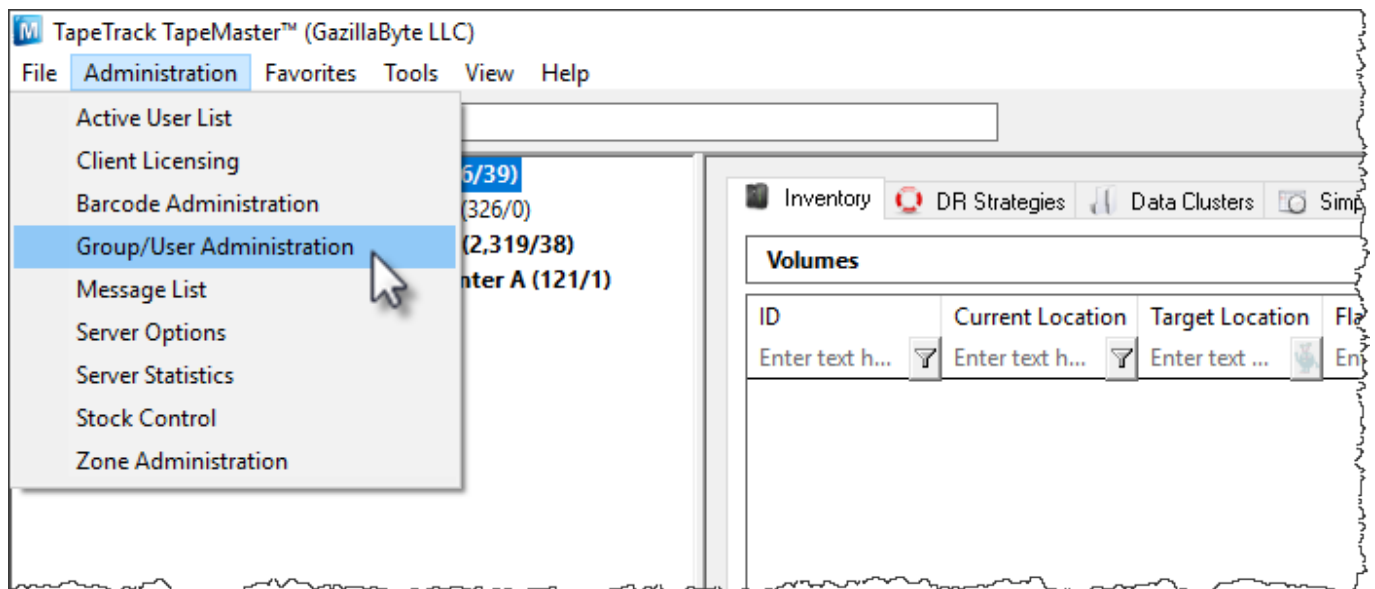 TapeTrack TapeMaster™ (GazillaByte LLC)
File Administration Favorites Tools View Help
Active User List
Client Licensing
Barcode Administration
Group/User Administration
Message List
Server Options
Server Statistics
Stock Control
Zone Administration
6/39)
(326/0)
(2,319/38)
nter A (121/1)
Inventory DR Strategies Data Clusters Simp
Volumes
ID Current Location Target Location Fla
Enter text h... Enter text h... Enter text ... En